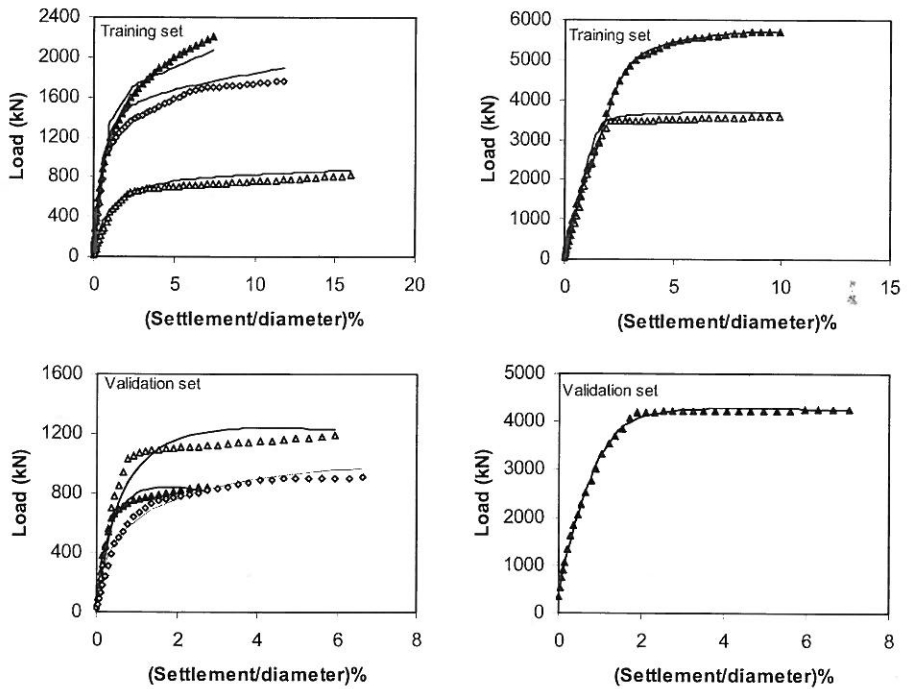 2400
2000
1600
1200
800
400
0
Load (kN)
Training set
0 5 10 15 20
(Settlement/diameter)%
6000
5000
4000
3000
2000
1000
0
Load (kN)
Training set
0 5 10 15
(Settlement/diameter)%
1600
1200
800
400
0
Load (kN)
Validation set
0 2 4 6 8
(Settlement/diameter)%
5000
4000
3000
2000
1000
0
Load (kN)
Validation set
0 2 4 6 8
(Settlement/diameter)%